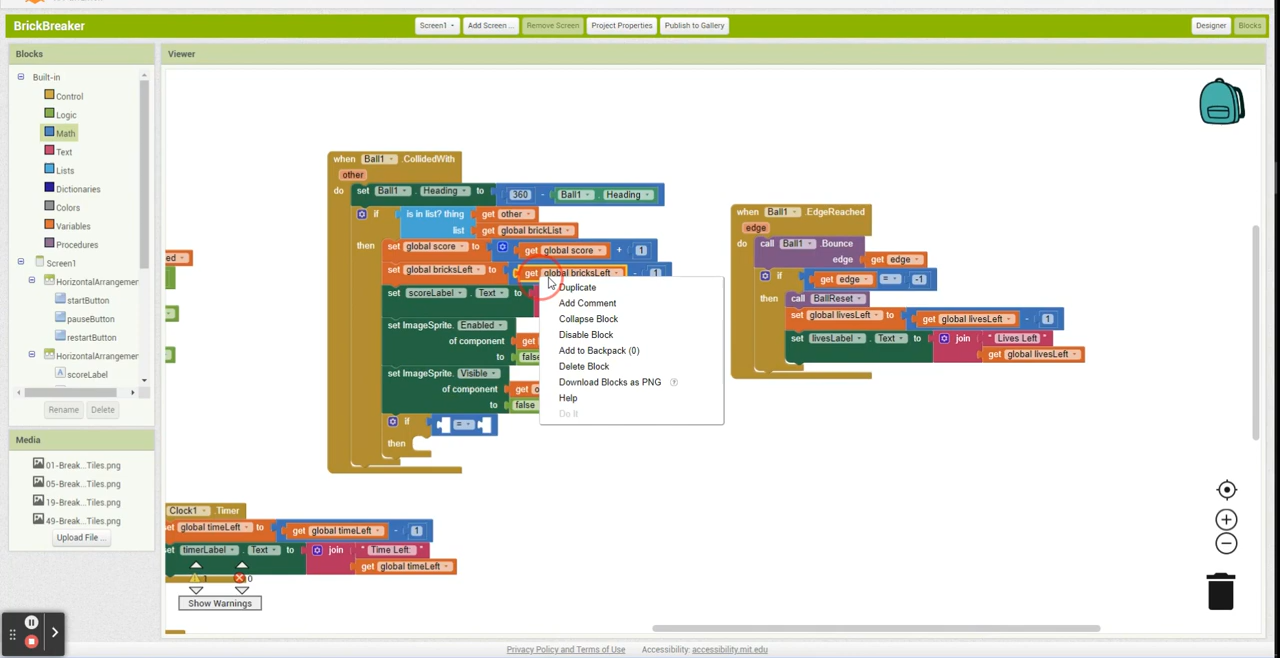 BrickBreaker
Screen1
Add Screen ...
Remove Screen
Project Properties
Publish to Gallery
Designer
Blocks
Blocks
Viewer
Built-in
Control
Logic
Math
Text
Lists
Dictionaries
Colors
Variables
Procedures
Screen1
HorizontalArrangemer
startButton
pauseButton
restartButton
HorizontalArrangemer
scoreLabel
Rename
Delete
Media
01-Break...Tiles.png
05-Break...Tiles.png
19-Break...Tiles.png
49-Break...Tiles.png
Upload File ...
when Ball1 .CollidedWith
other
do set Ball1 . Heading to 360 - Ball1 . Heading
if is in list? thing get other
list get global brickList
then set global score to get global score + 1
set global bricksLeft to get global bricksLeft - 1
set scoreLabel . Text to
set ImageSprite. Enabled
of component get
to false
set ImageSprite. Visible
of component get
to false
if =
then
Duplicate
Add Comment
Collapse Block
Disable Block
Add to Backpack (0)
Delete Block
Download Blocks as PNG ?
Help
Do It
when Ball1 .EdgeReached
edge
do call Ball1 .Bounce
edge get edge
if get edge = -1
then call BallReset
set global livesLeft to get global livesLeft - 1
set livesLabel . Text to join " Lives Left "
get global livesLeft
Clock1 .Timer
set global timeLeft to get global timeLeft - 1
set timerLabel . Text to join " Time Left: "
get global timeLeft
1 0
Show Warnings
Privacy Policy and Terms of Use
Accessibility: accessibility.mit.edu